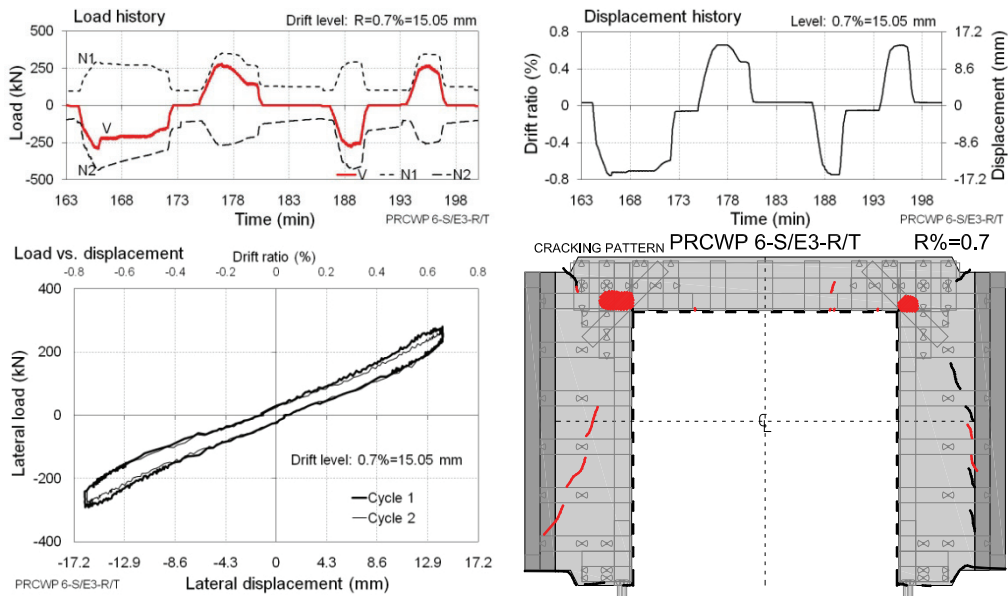 Load history
Drift level: R=0.7%=15.05 mm
500
250
0
-250
-500
Load (kN)
N1
V
N2
V N1 N2
163 168 173 178 183 188 193 198
Time (min)
PRCWP 6-S/E3-R/T
Displacement history
Level: 0.7%=15.05 mm
0.8
0.4
0
-0.4
-0.8
Drift ratio (%)
17.2
8.6
0
-8.6
-17.2
Displacement (mm)
163 168 173 178 183 188 193 198
Time (min)
PRCWP 6-S/E3-R/T
Load vs. displacement
Drift ratio (%)
-0.8 -0.6 -0.4 -0.2 0 0.2 0.4 0.6 0.8
400
200
0
-200
-400
Lateral load (kN)
Drift level: 0.7%=15.05 mm
Cycle 1
Cycle 2
-17.2 -12.9 -8.6 -4.3 0 4.3 8.6 12.9 17.2
Lateral displacement (mm)
PRCWP 6-S/E3-R/T
CRACKING PATTERN PRCWP 6-S/E3-R/T R%=0.7
CL